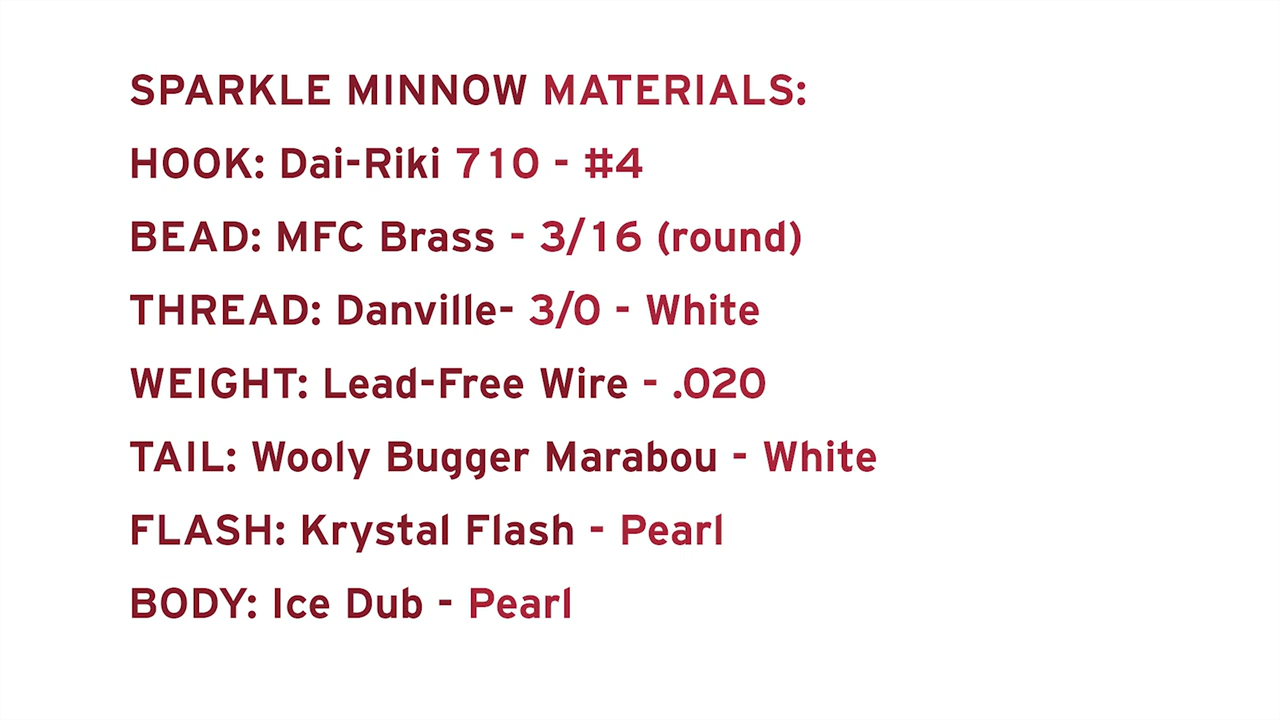 SPARKLE MINNOW MATERIALS:
HOOK: Dai-Riki 710 - #4
BEAD: MFC Brass - 3/16 (round)
THREAD: Danville- 3/0 - White
WEIGHT: Lead-Free Wire - .020
TAIL: Wooly Bugger Marabou - White
FLASH: Krystal Flash - Pearl
BODY: Ice Dub - Pearl